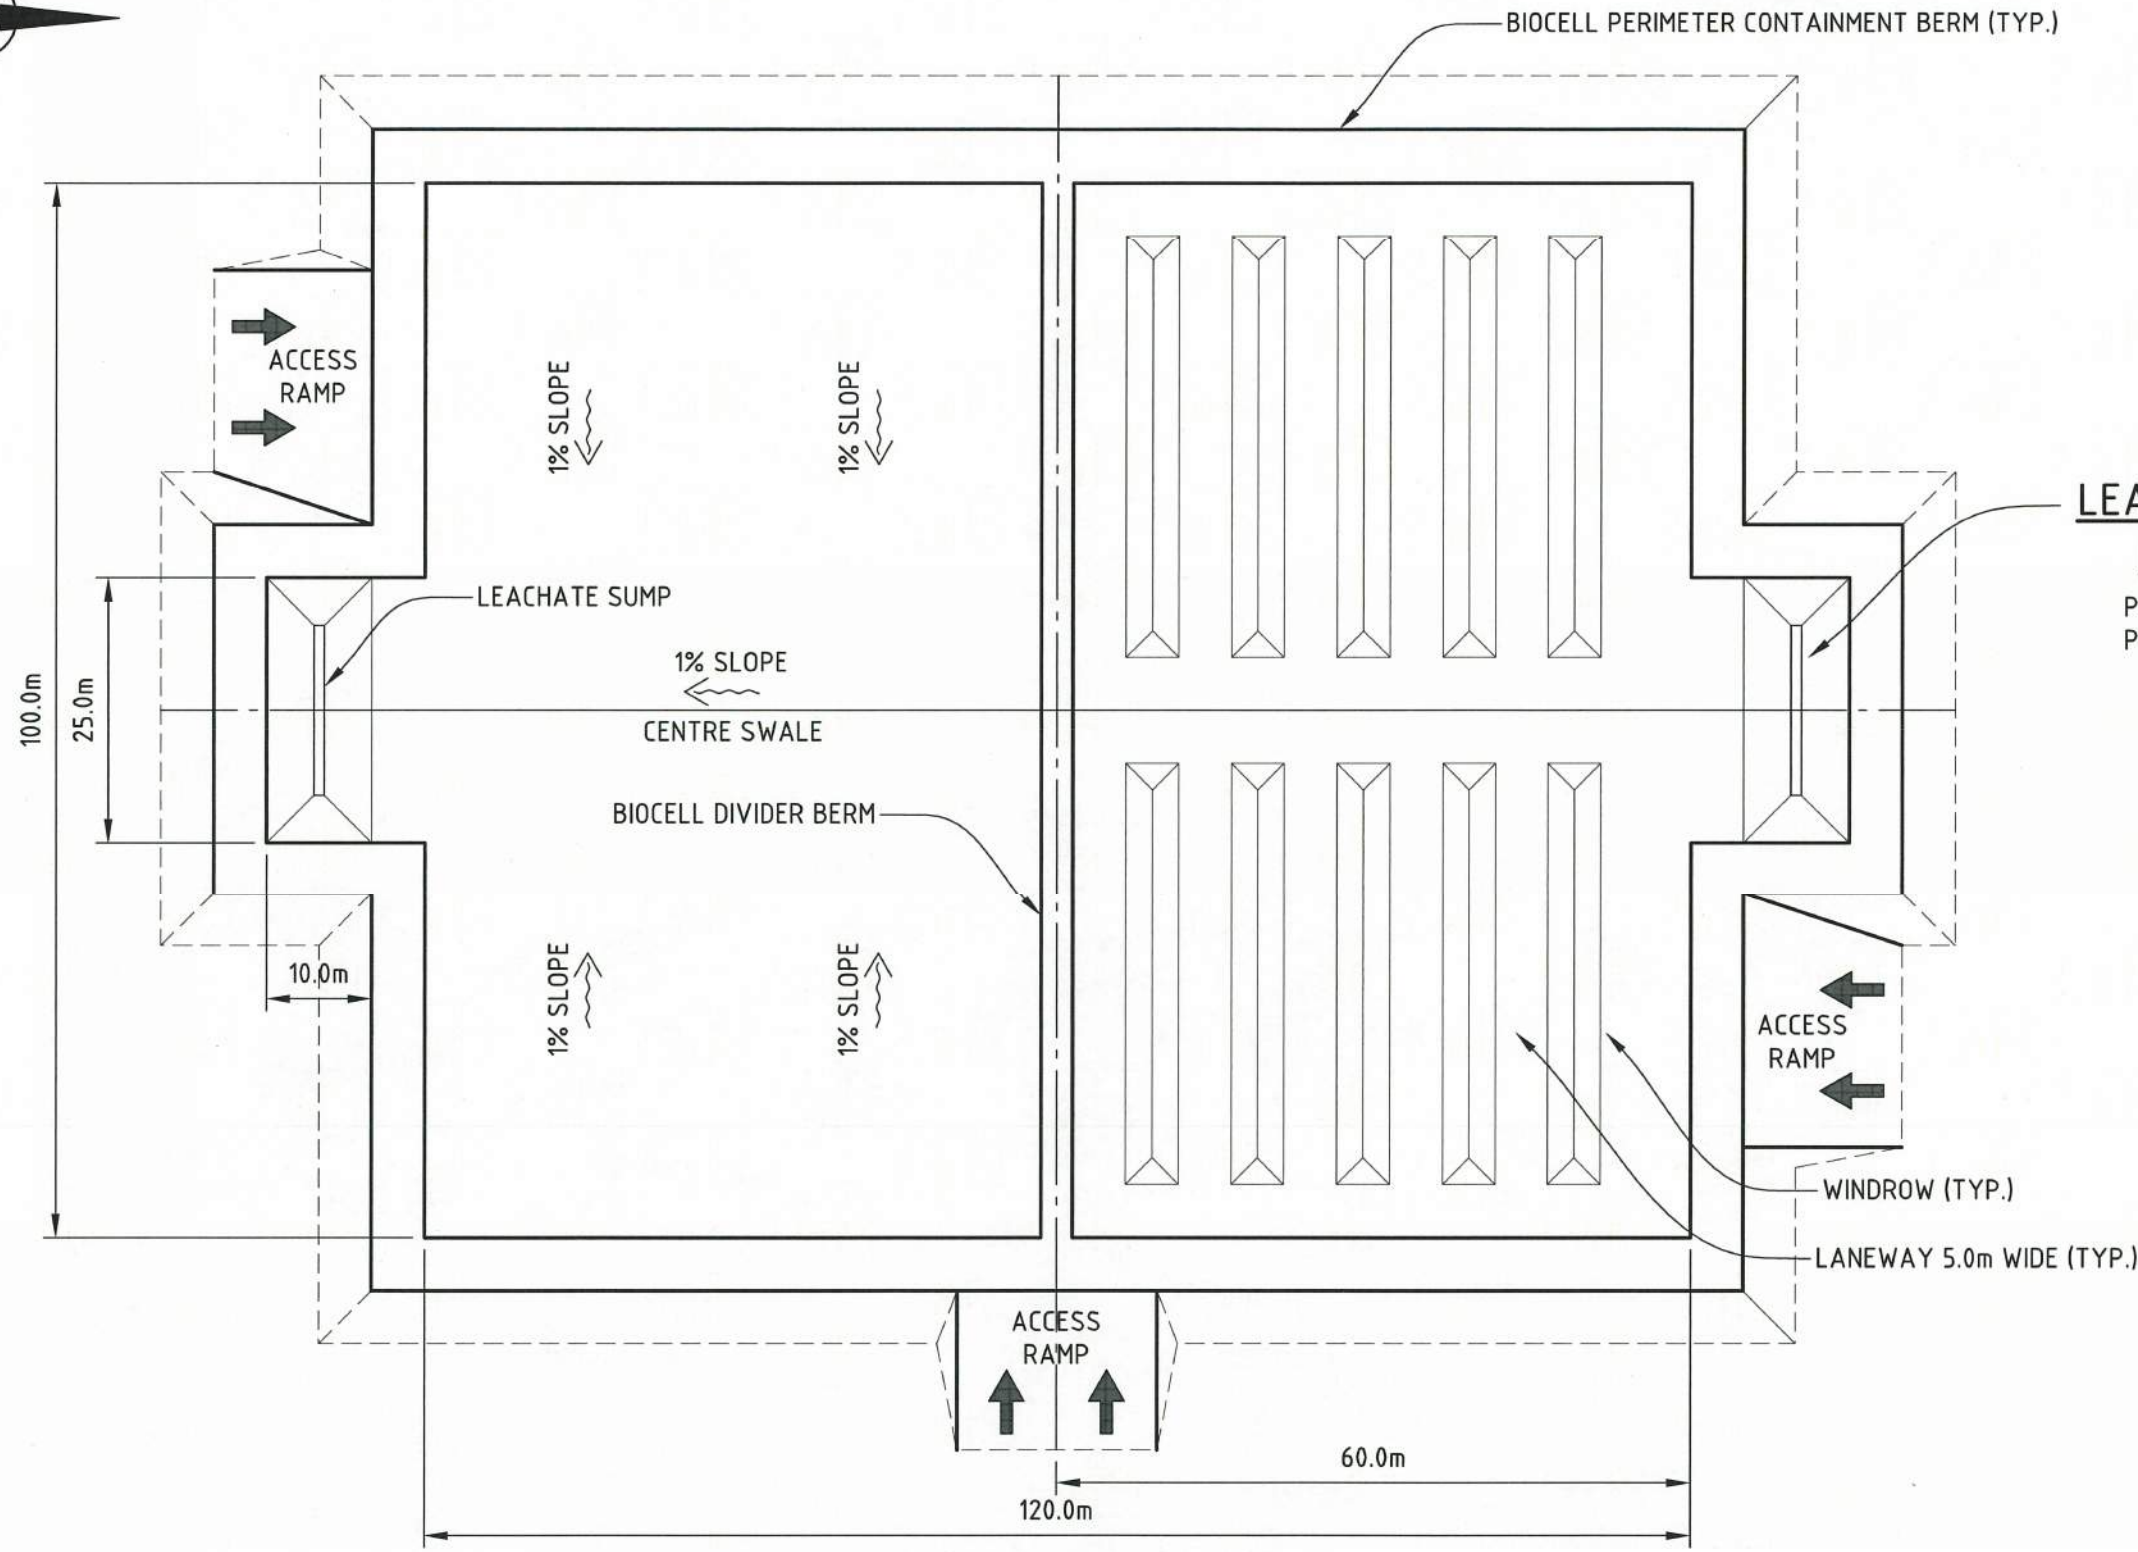 BIOCELL PERIMETER CONTAINMENT BERM (TYP.)
ACCESS
RAMP
1% SLOPE
1% SLOPE
LEA
P
P
LEACHATE SUMP
1% SLOPE
CENTRE SWALE
100.0m
25.0m
BIOCELL DIVIDER BERM
10.0m
1% SLOPE
1% SLOPE
ACCESS
RAMP
WINDROW (TYP.)
LANEWAY 5.0m WIDE (TYP.)
ACCESS
RAMP
60.0m
120.0m